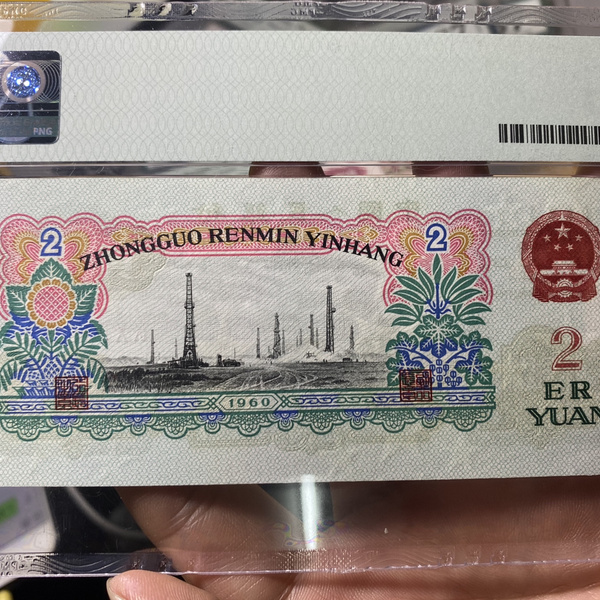 PNG
2
ZHONGGUO RENMIN YINHANG
2
1960
2
ER
YUAN